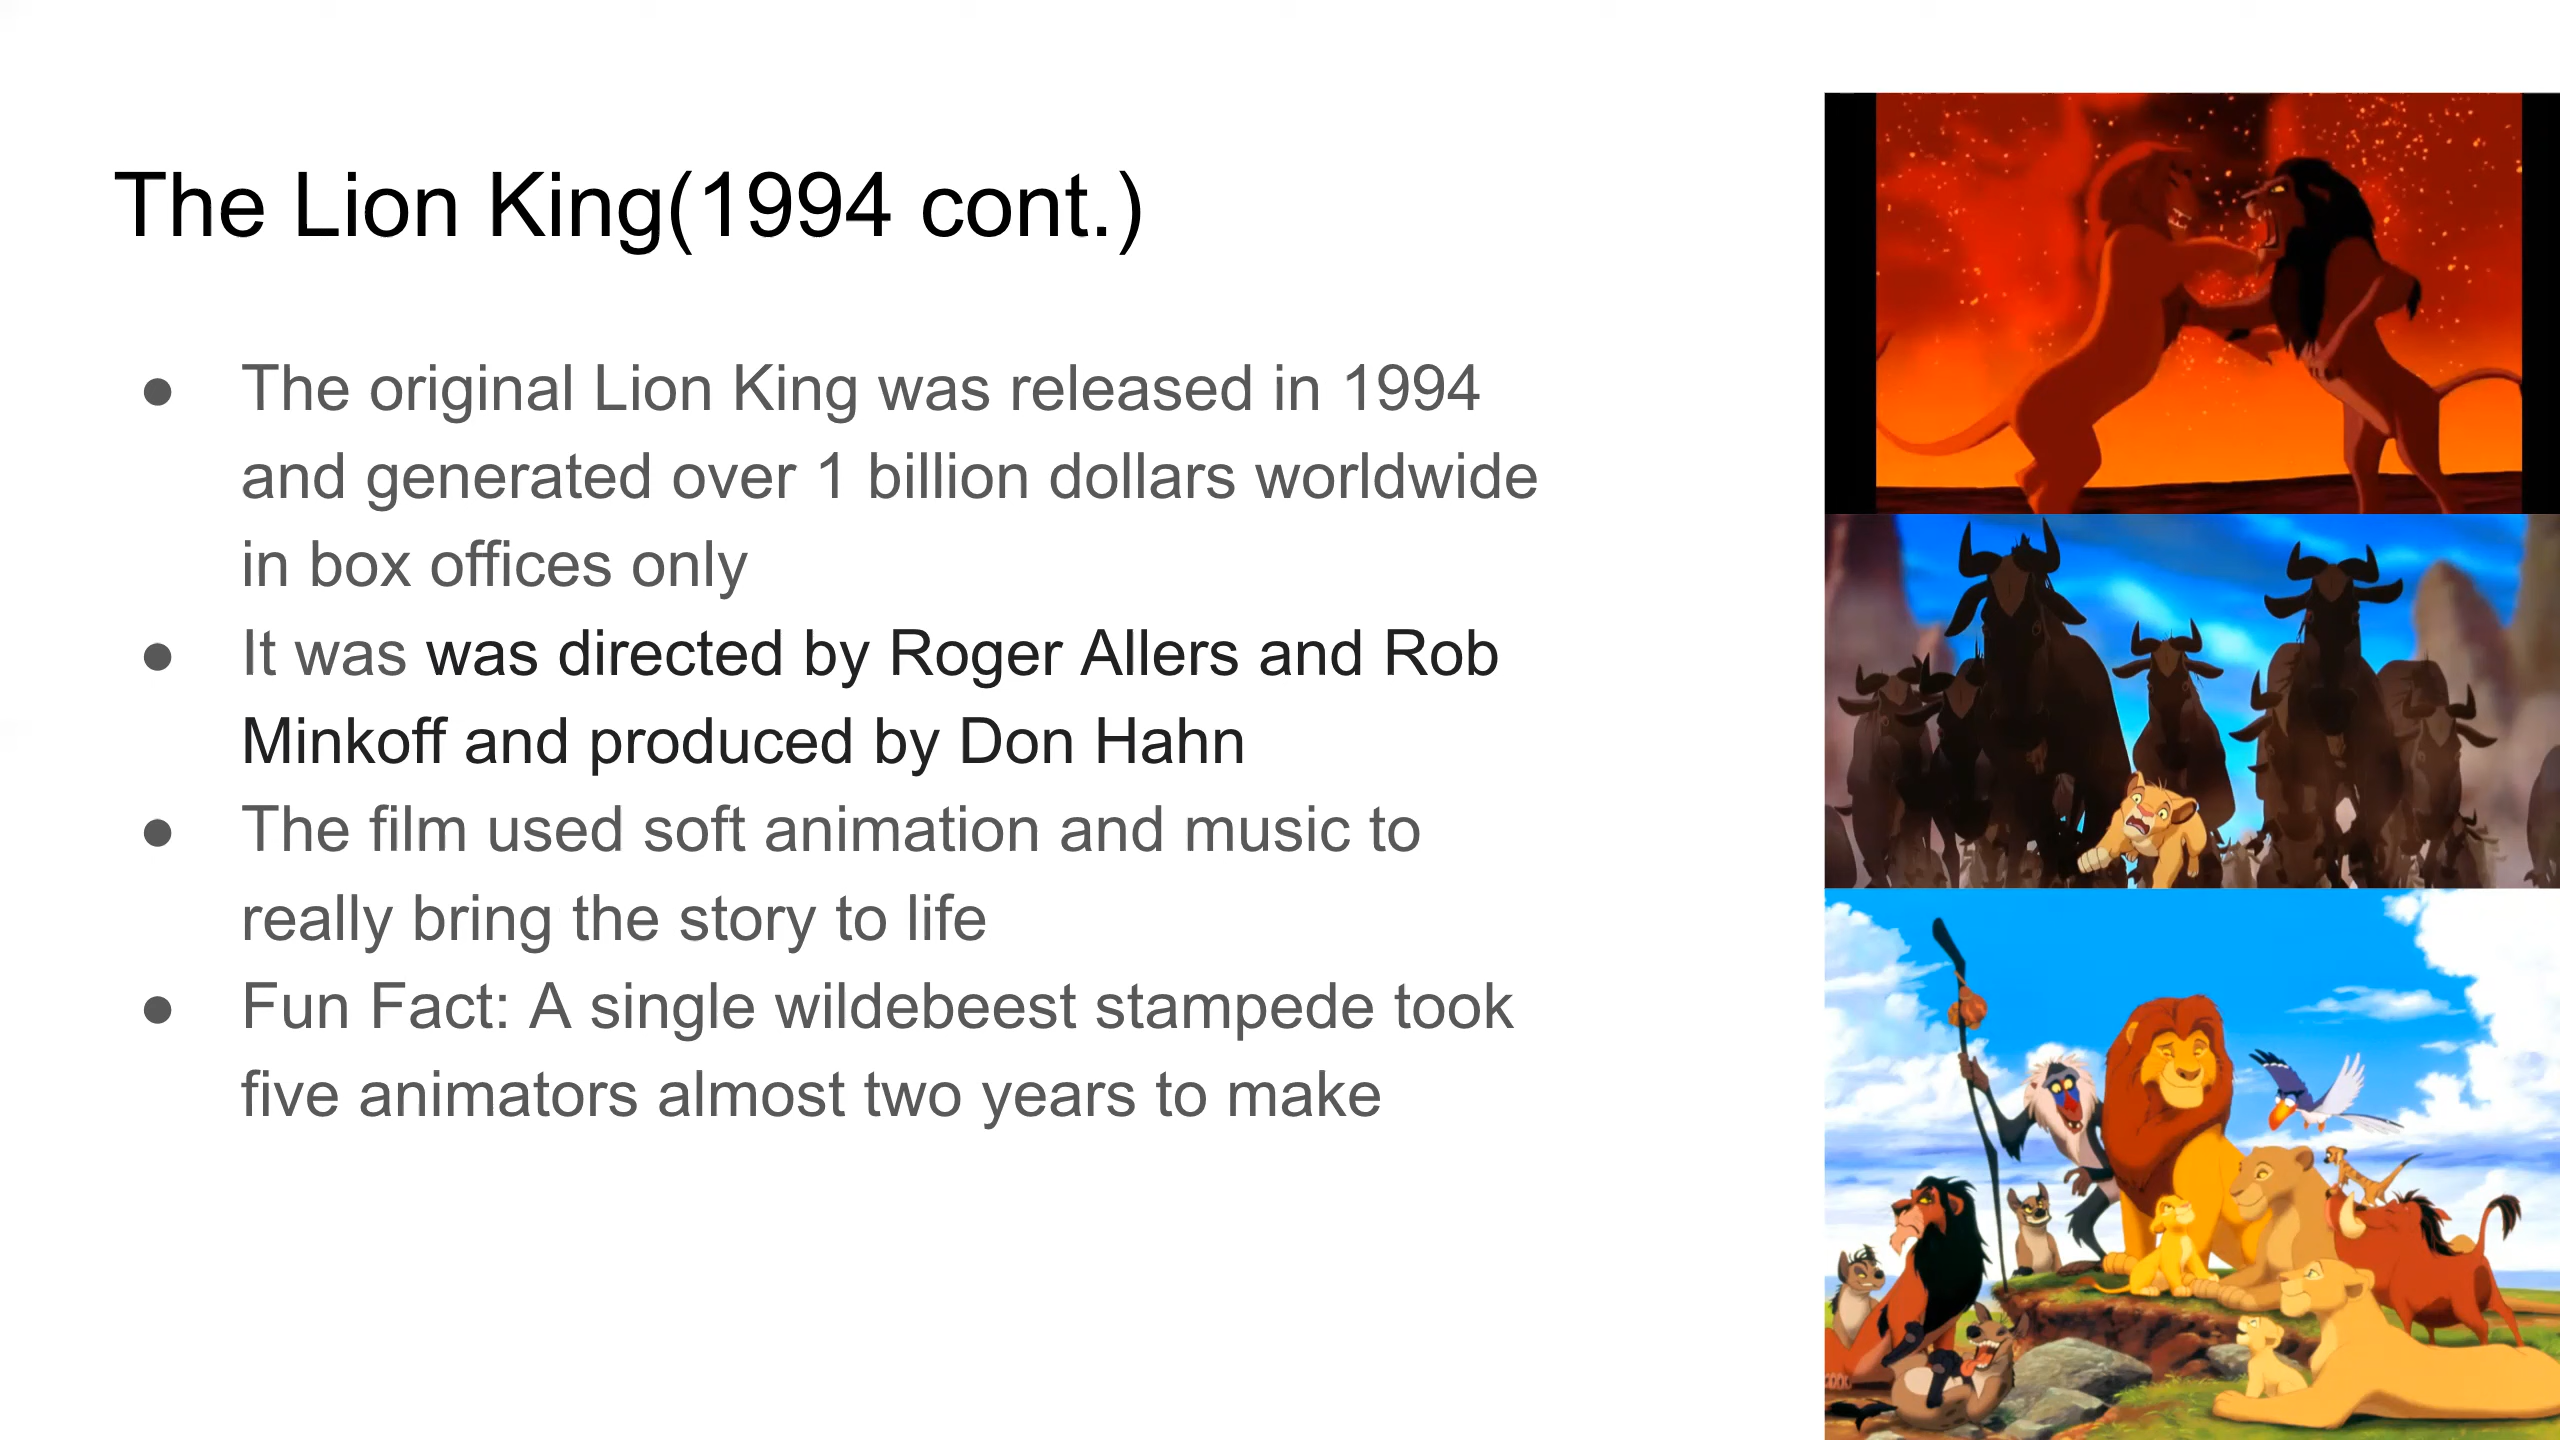 The Lion King(1994 cont.)
● The original Lion King was released in 1994
and generated over 1 billion dollars worldwide
in box offices only
● It was was directed by Roger Allers and Rob
Minkoff and produced by Don Hahn
● The film used soft animation and music to
really bring the story to life
● Fun Fact: A single wildebeest stampede took
five animators almost two years to make